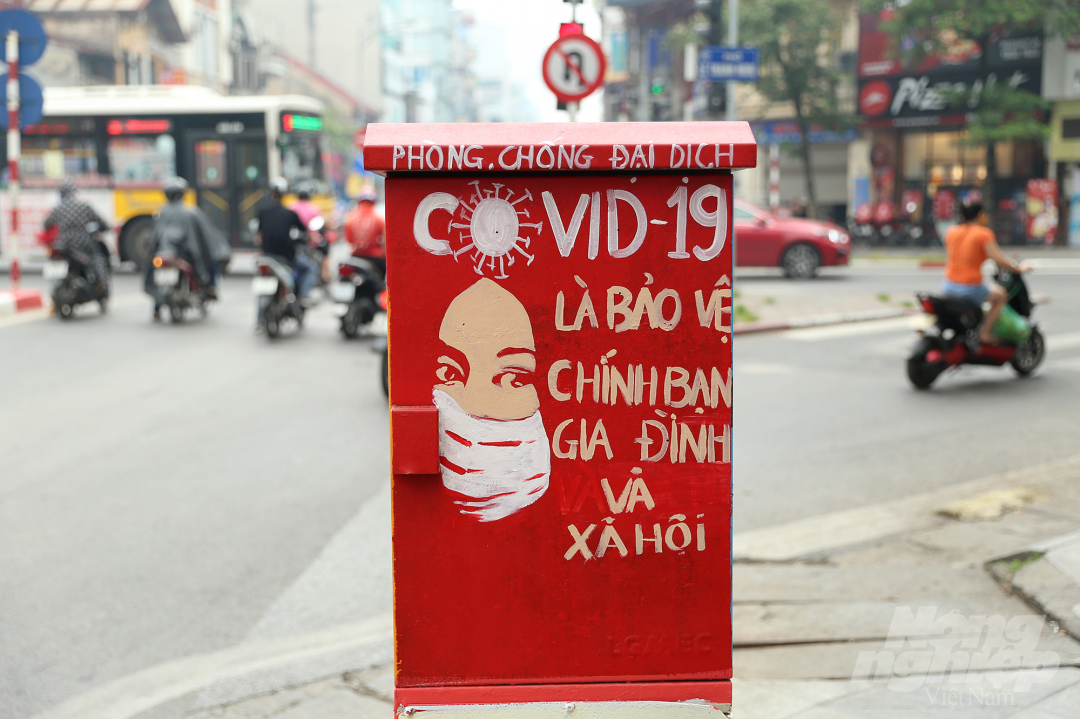 PHÒNG, CHỐNG ĐẠI DỊCH
COVID-19
LÀ BẢO VỆ
CHÍNH BẠN
GIA ĐÌNH
VÀ
XÃ HỘI
LGMEC
Nông nghiệp
Việt Nam